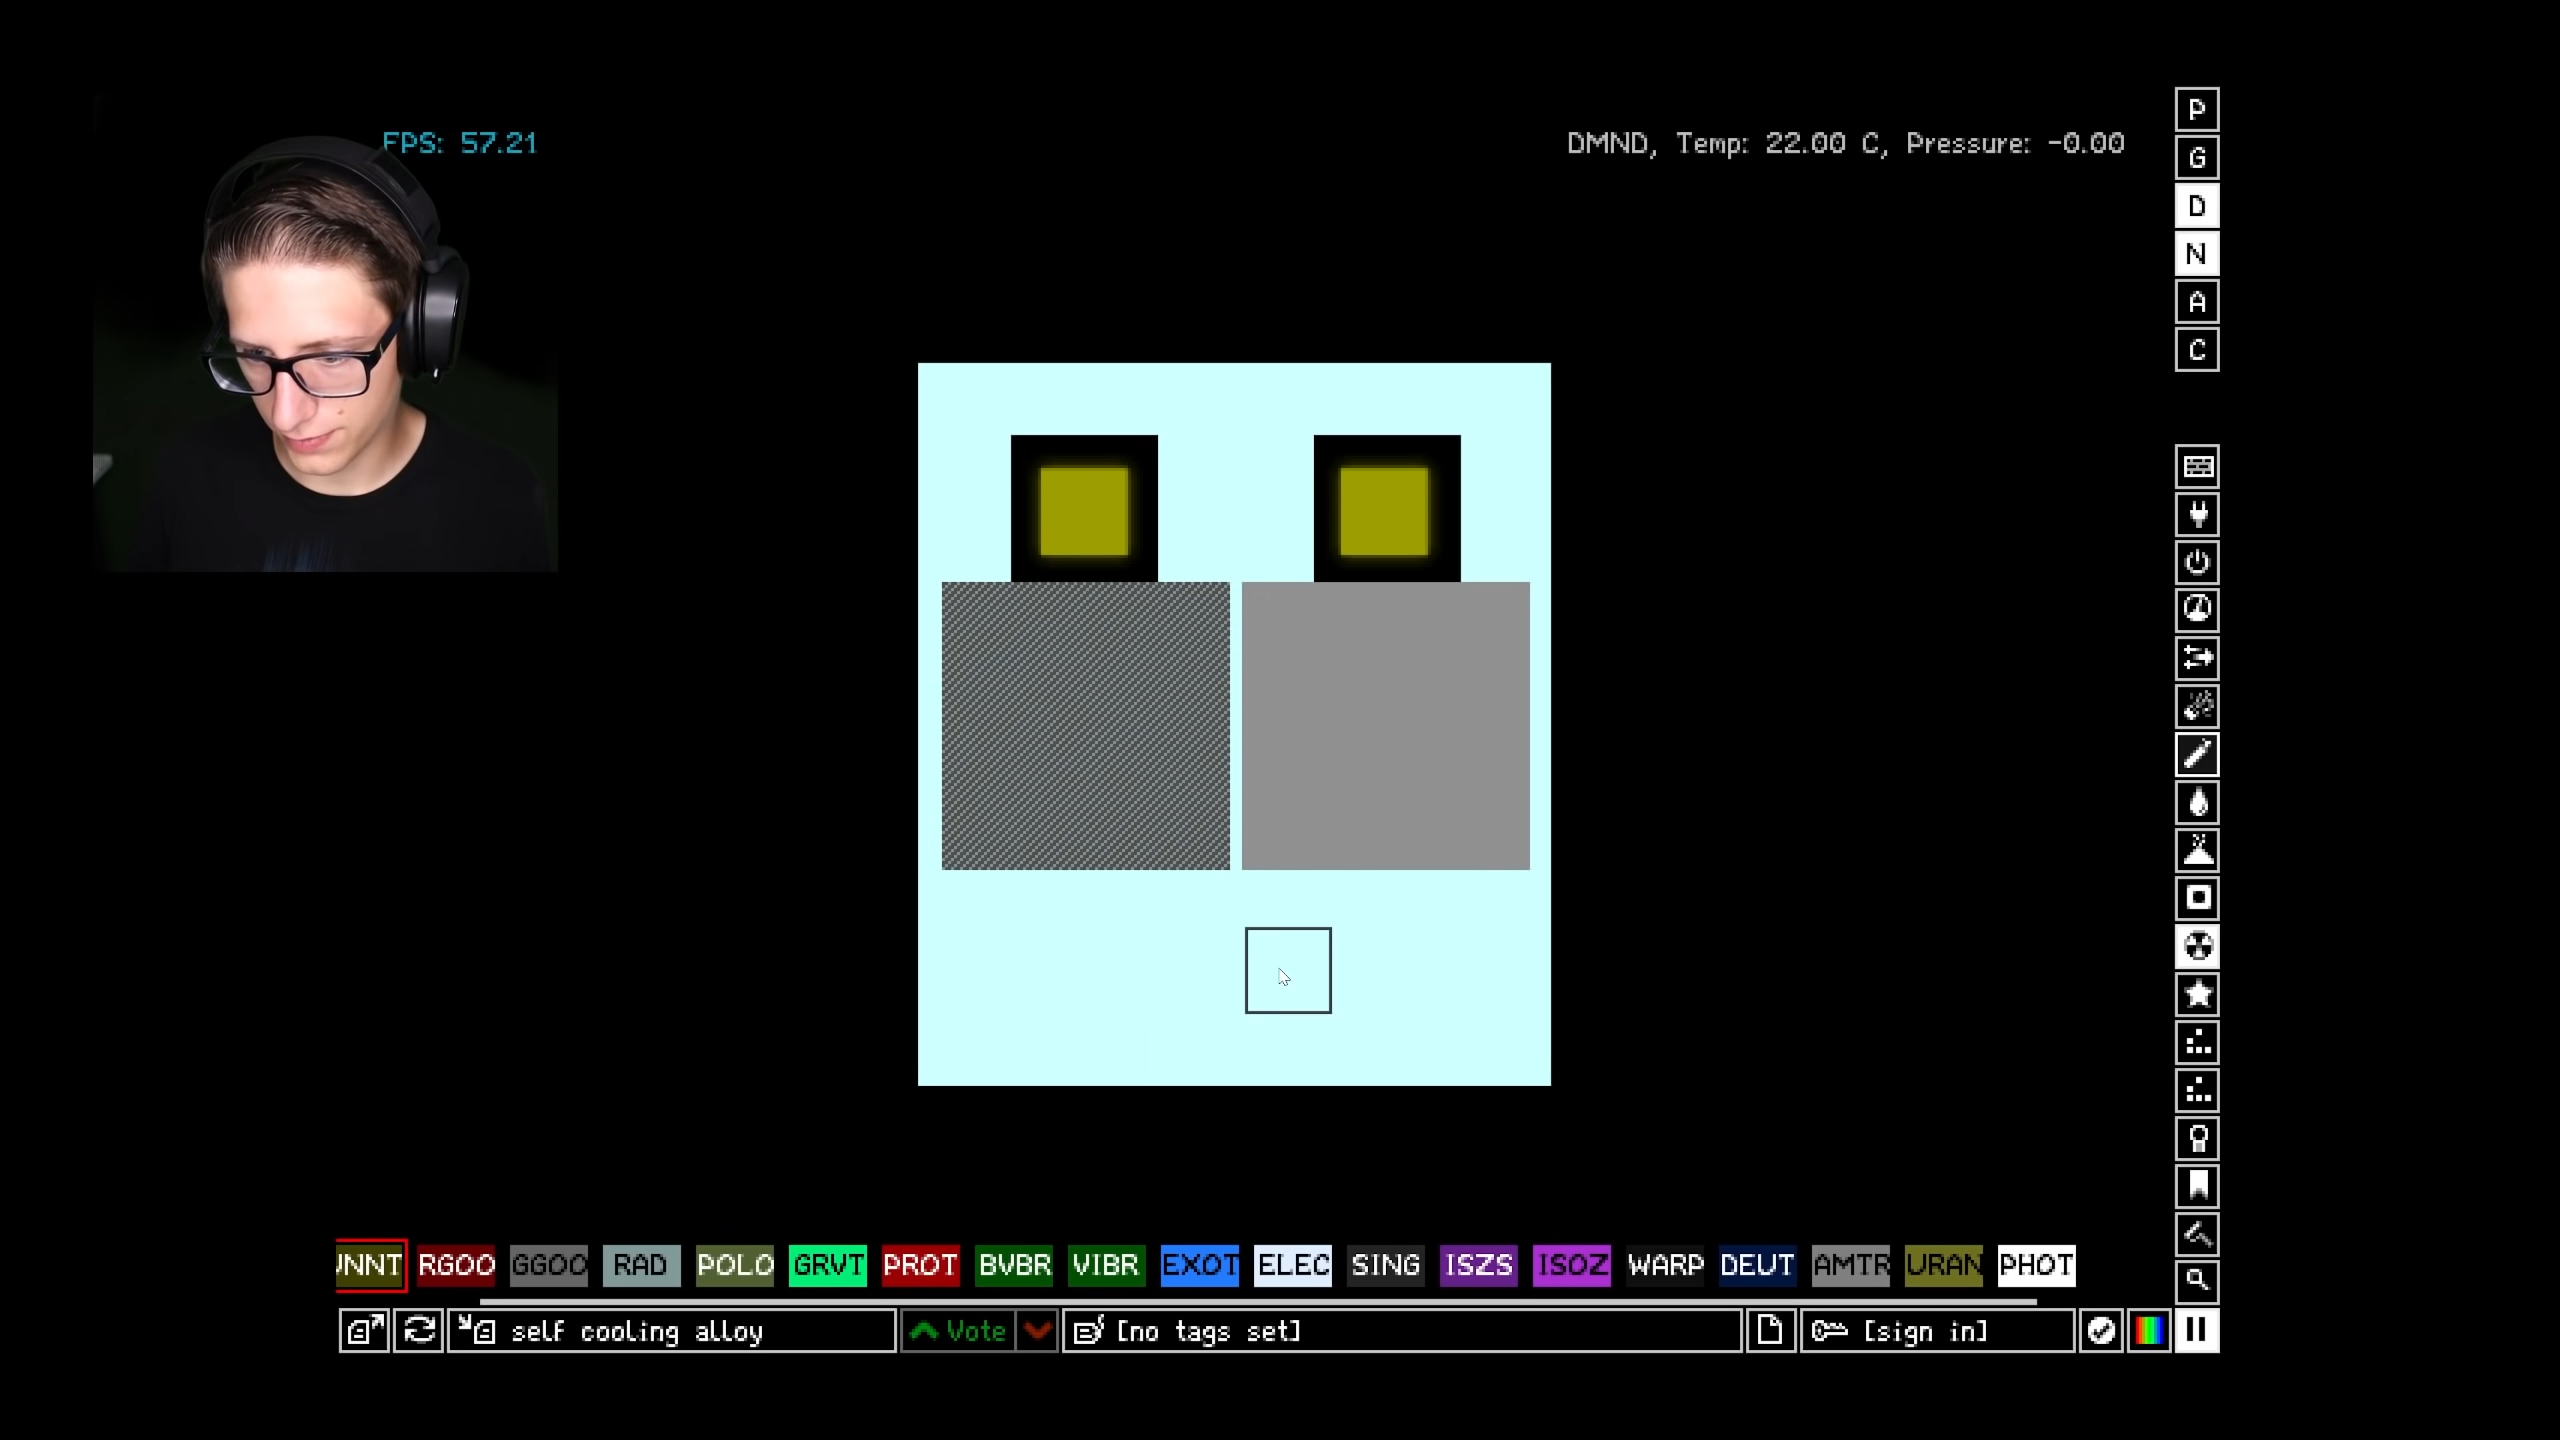 FPS: 57.21
DMND, Temp: 22.00 C, Pressure: -0.00
P
G
D
N
A
C
RGOO GGOO RAD POLO GRVT PROT BVBR VIBR EXOT ELEC SING ISZS ISOZ WARP DEUT AMTR URAN PHOT
self cooling alloy Vote [no tags set] [sign in]